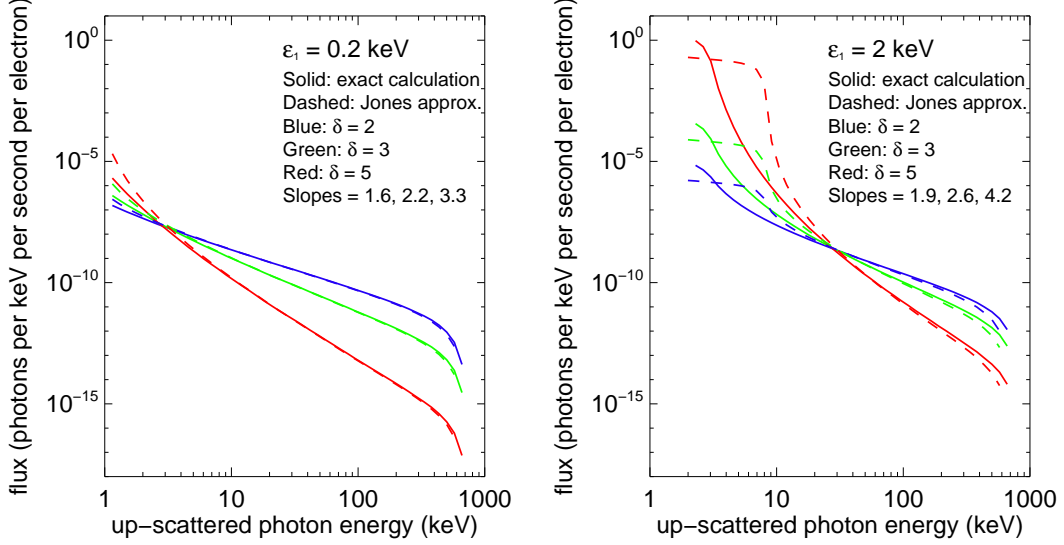 flux (photons per keV per second per electron)
10⁰
10⁻⁵
10⁻¹⁰
10⁻¹⁵
ε₁ = 0.2 keV
Solid: exact calculation
Dashed: Jones approx.
Blue: δ = 2
Green: δ = 3
Red: δ = 5
Slopes = 1.6, 2.2, 3.3
1 10 100 1000
up−scattered photon energy (keV)
flux (photons per keV per second per electron)
10⁰
10⁻⁵
10⁻¹⁰
10⁻¹⁵
ε₁ = 2 keV
Solid: exact calculation
Dashed: Jones approx.
Blue: δ = 2
Green: δ = 3
Red: δ = 5
Slopes = 1.9, 2.6, 4.2
1 10 100 1000
up−scattered photon energy (keV)